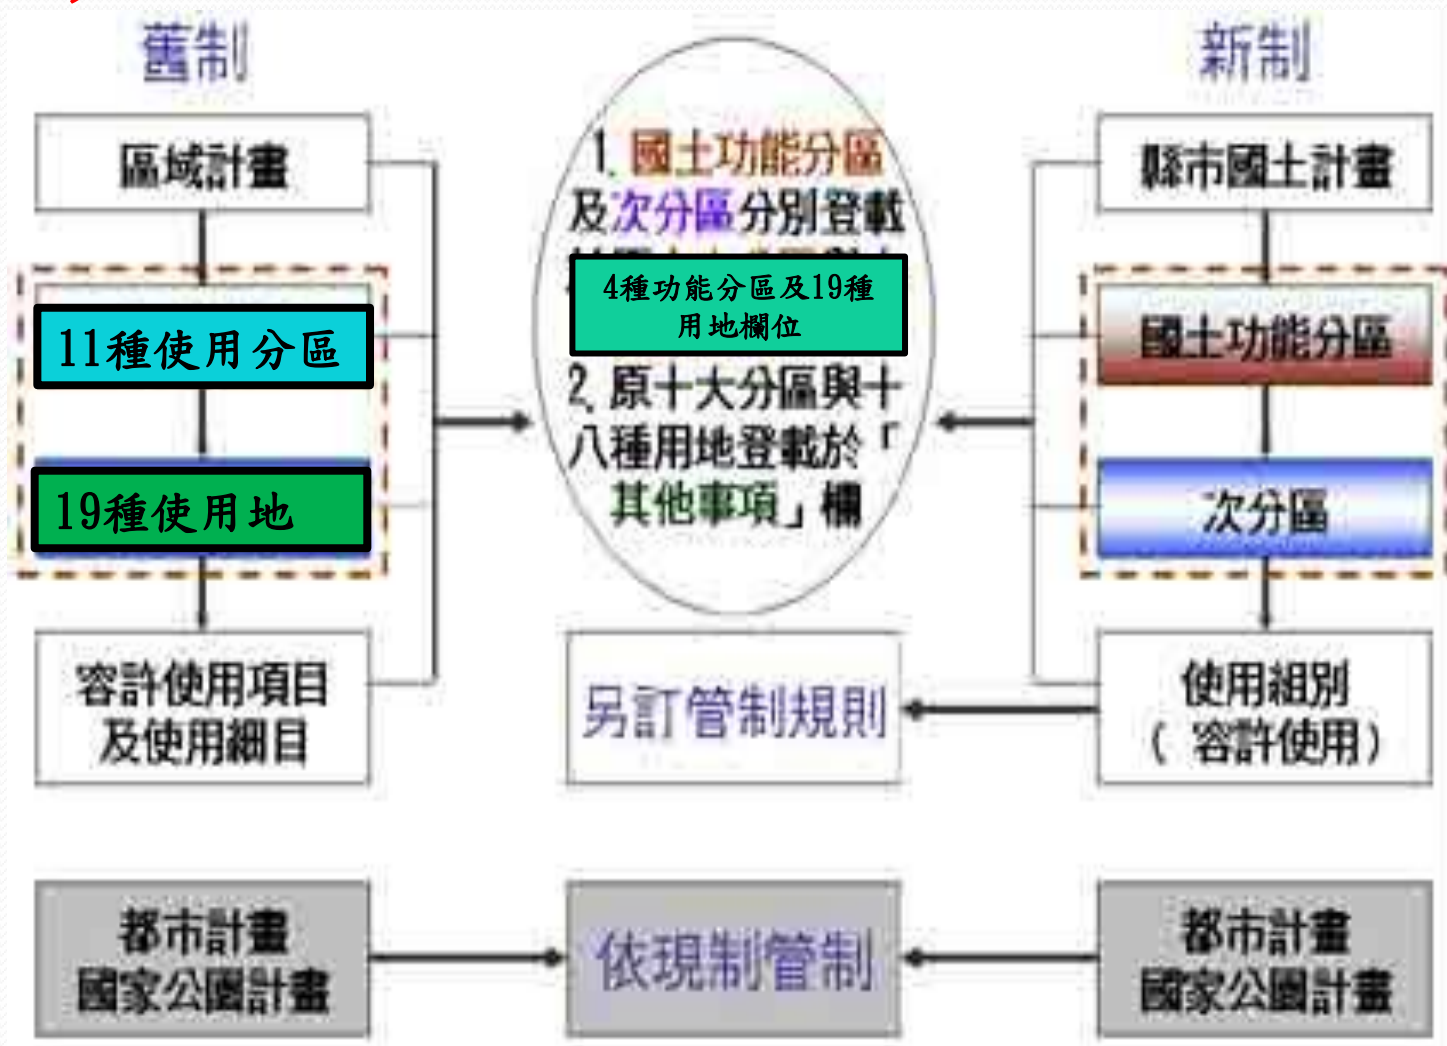 舊制
新制
區域計畫
11種使用分區
19種使用地
容許使用項目
及使用細目
1. 國土功能分區
及次分區分別登載
4種功能分區及19種
用地欄位
2. 原十大分區與十
八種用地登載於「
其他事項」欄
縣市國土計畫
國土功能分區
次分區
使用組別
( 容許使用)
另訂管制規則
都市計畫
國家公園計畫
依現制管制
都市計畫
國家公園計畫